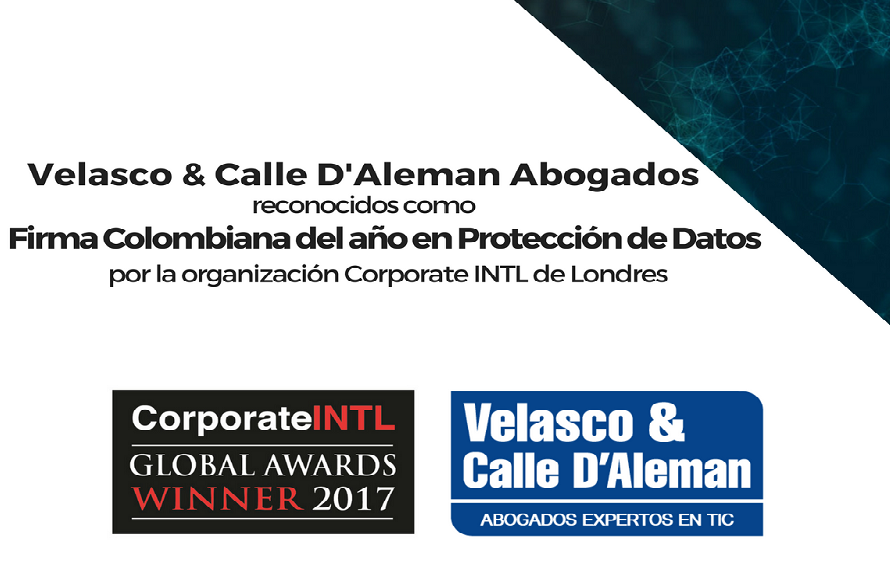 Velasco & Calle D'Aleman Abogados
reconocidos como
Firma Colombiana del año en Protección de Datos
por la organización Corporate INTL de Londres
CorporateINTL
GLOBAL AWARDS
WINNER 2017
Velasco &
Calle D'Aleman
ABOGADOS EXPERTOS EN TIC